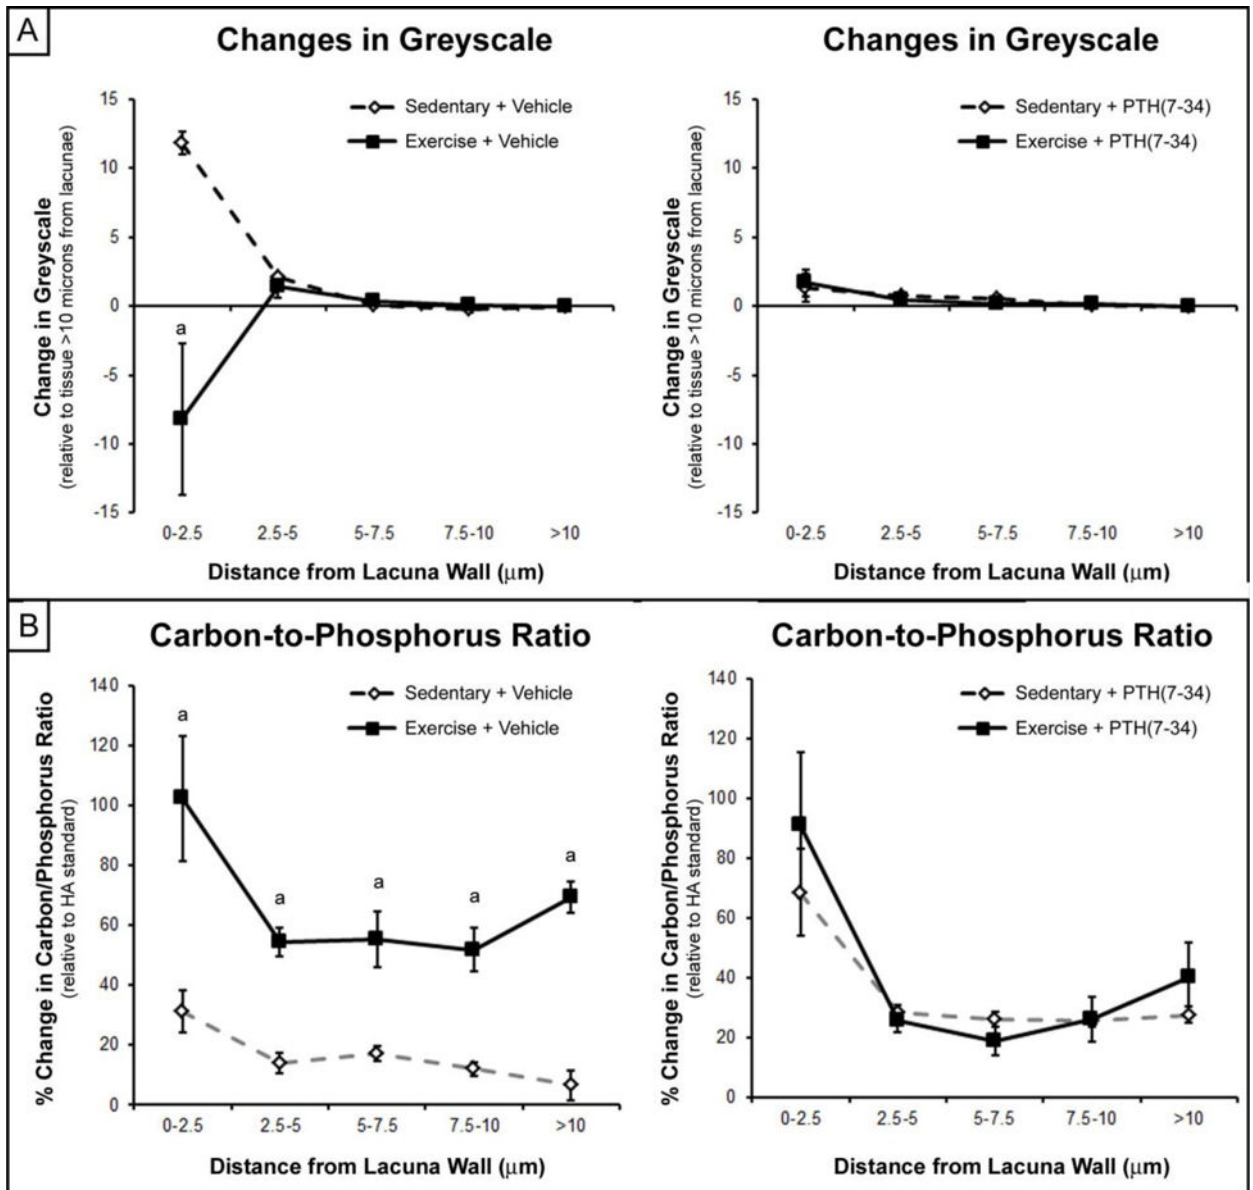 A
Changes in Greyscale
Sedentary + Vehicle
Exercise + Vehicle
Change in Greyscale
(relative to tissue >10 microns from lacunae)
15
10
5
0
-5
-10
-15
a
0-2.5
2.5-5
5-7.5
7.5-10
>10
Distance from Lacuna Wall (μm)
Changes in Greyscale
Sedentary + PTH(7-34)
Exercise + PTH(7-34)
Change in Greyscale
(relative to tissue >10 microns from lacunae)
15
10
5
0
-5
-10
-15
0-2.5
2.5-5
5-7.5
7.5-10
>10
Distance from Lacuna Wall (μm)
B
Carbon-to-Phosphorus Ratio
Sedentary + Vehicle
Exercise + Vehicle
% Change in Carbon/Phosphorus Ratio
(relative to HA standard)
140
120
100
80
60
40
20
0
a
a
a
a
a
0-2.5
2.5-5
5-7.5
7.5-10
>10
Distance from Lacuna Wall (μm)
Carbon-to-Phosphorus Ratio
Sedentary + PTH(7-34)
Exercise + PTH(7-34)
% Change in Carbon/Phosphorus Ratio
(relative to HA standard)
140
120
100
80
60
40
20
0
0-2.5
2.5-5
5-7.5
7.5-10
>10
Distance from Lacuna Wall (μm)